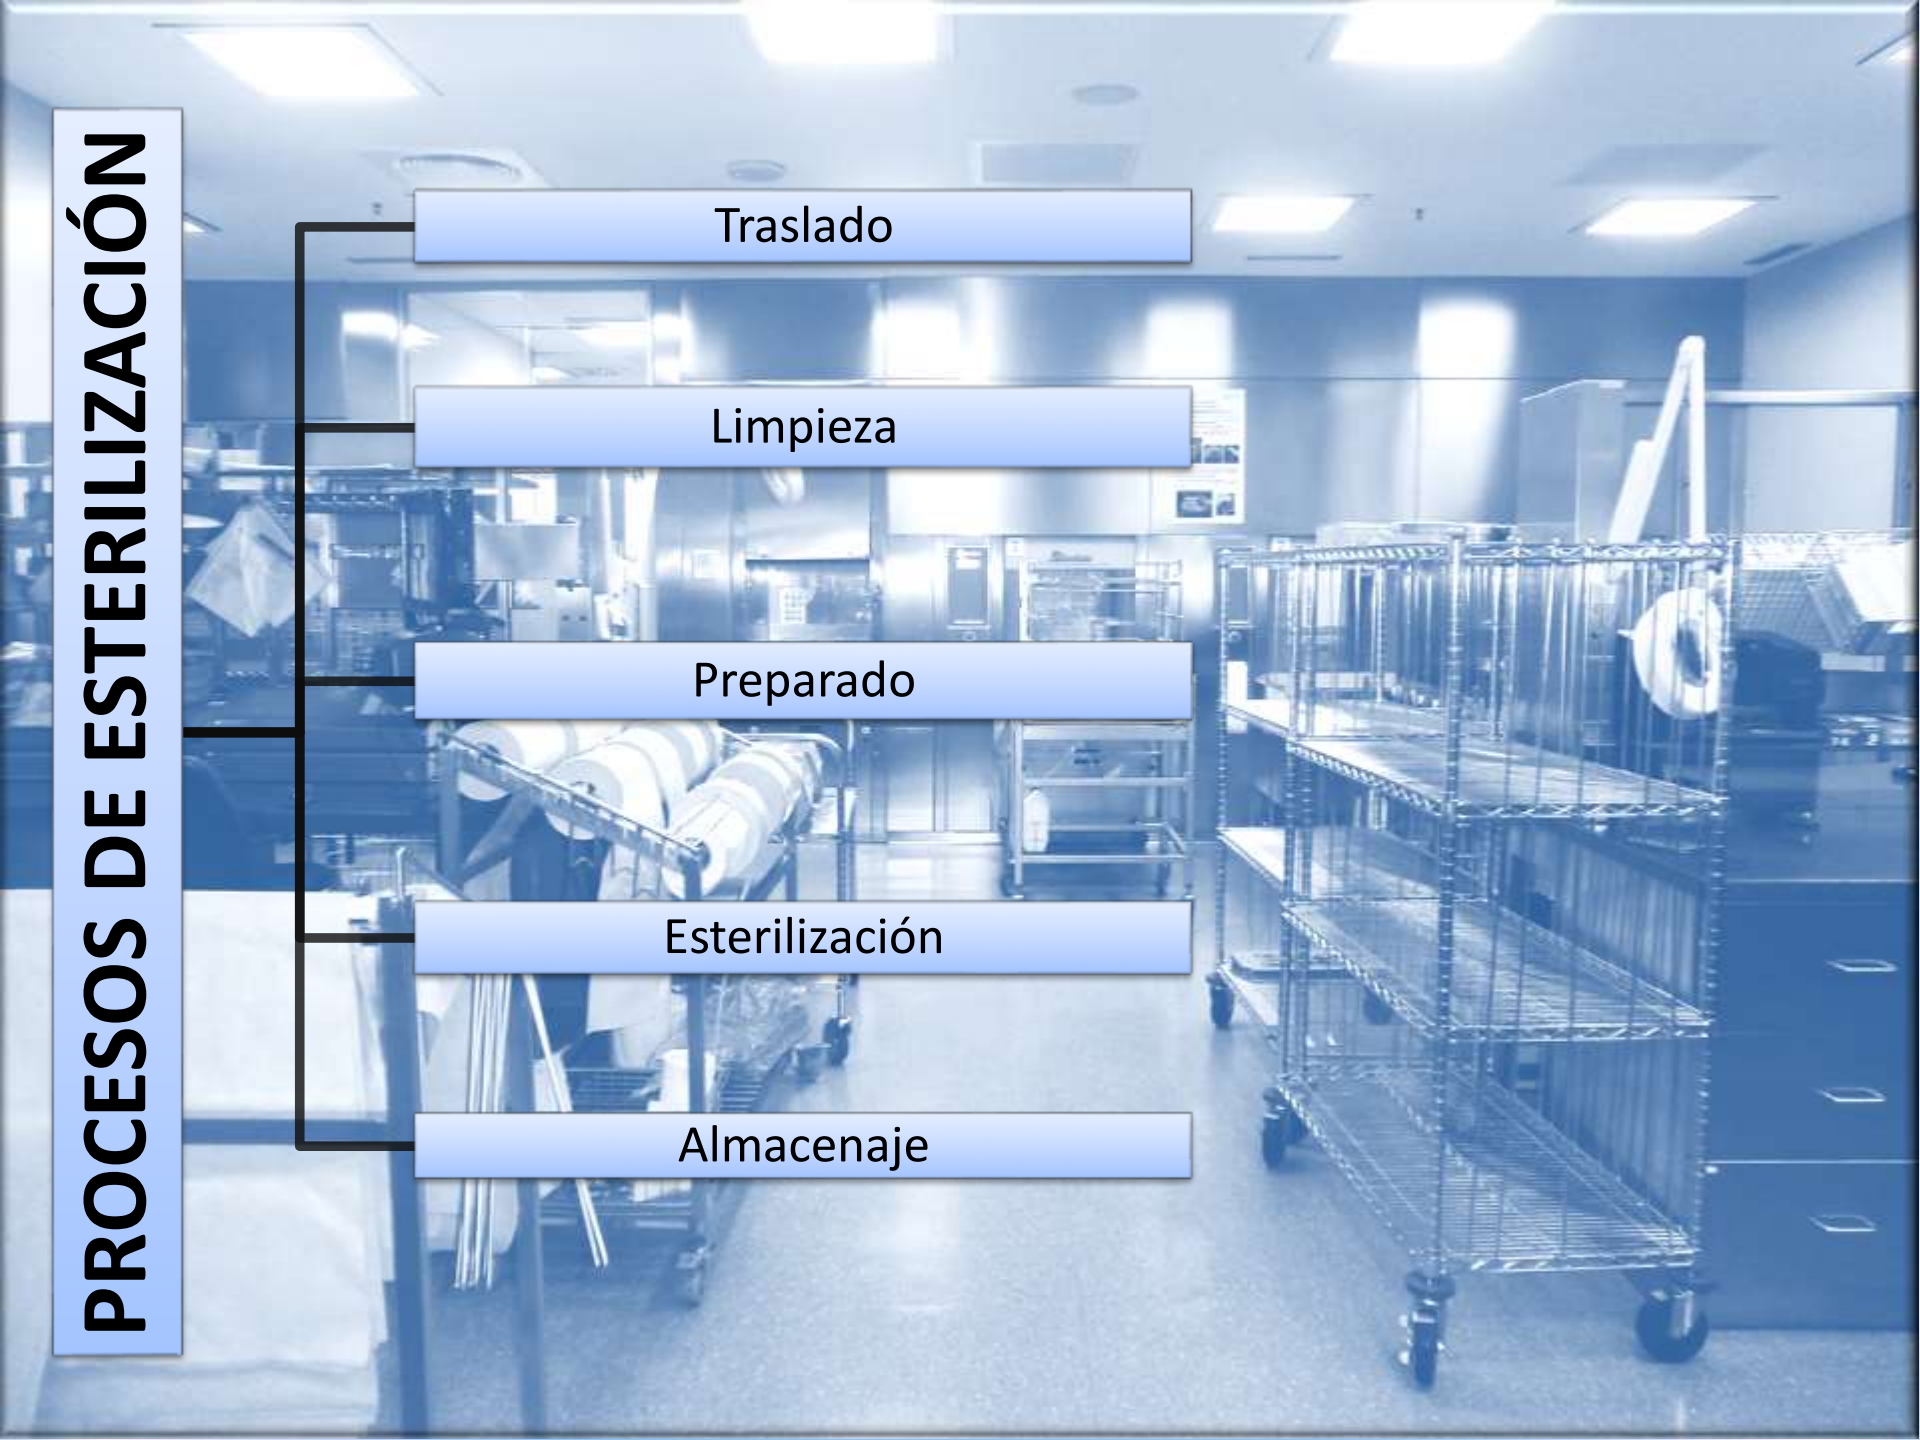 PROCESOS DE ESTERILIZACIÓN
Traslado
Limpieza
Preparado
Esterilización
Almacenaje